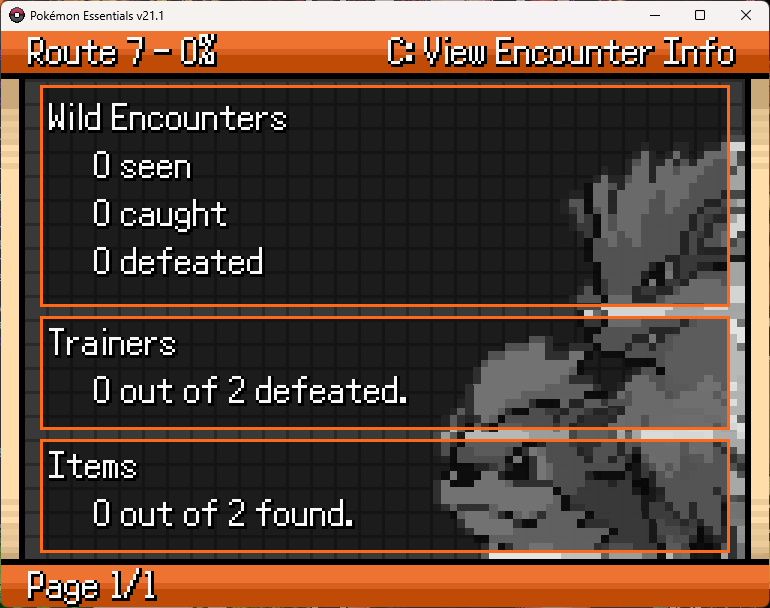 Pokémon Essentials v21.1
Route 7 - 0%
C: View Encounter Info
Wild Encounters
0 seen
0 caught
0 defeated
Trainers
0 out of 2 defeated.
Items
0 out of 2 found.
Page 1/1